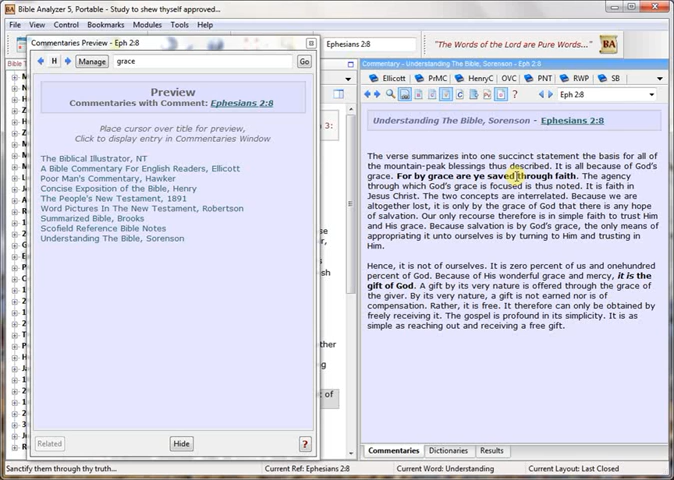 Bible Analyzer 5, Portable - Study to shew thyself approved...
File View Control Bookmarks Modules Tools Help
Ephesians 2:8
"The Words of the Lord are Pure Words..."
BA
Commentaries Preview - Eph 2:8
H Manage grace Go
Preview
Commentaries with Comment: Ephesians 2:8
Place cursor over title for preview,
Click to display entry in Commentaries Window
The Biblical Illustrator, NT
A Bible Commentary For English Readers, Ellicott
Poor Man's Commentary, Hawker
Concise Exposition of the Bible, Henry
The People's New Testament, 1891
Word Pictures In The New Testament, Robertson
Summarized Bible, Brooks
Scofield Reference Bible Notes
Understanding The Bible, Sorenson
Related Hide ?
3:
Commentary - Understanding The Bible, Sorenson - Eph 2:8
Ellicott PrMC HenryC OVC PNT RWP SB
? Eph 2:8
Understanding The Bible, Sorenson - Ephesians 2:8
The verse summarizes into one succinct statement the basis for all of
the mountain-peak blessings thus described. It is all because of God's
grace. For by grace are ye saved through faith. The agency
through which God's grace is focused is thus noted. It is faith in
Jesus Christ. The two concepts are interrelated. Because we are
altogether lost, it is only by the grace of God that there is any hope
of salvation. Our only recourse therefore is in simple faith to trust Him
and His grace. Because salvation is by God's grace, the only means of
appropriating it unto ourselves is by turning to Him and trusting in
Him.
Hence, it is not of ourselves. It is zero percent of us and onehundred
percent of God. Because of His wonderful grace and mercy, it is the
gift of God. A gift by its very nature is offered through the grace of
the giver. By its very nature, a gift is not earned nor is of
compensation. Rather, it is free. It therefore can only be obtained by
freely receiving it. The gospel is profound in its simplicity. It is as
simple as reaching out and receiving a free gift.
Commentaries Dictionaries Results
Sanctify them through thy truth... Current Ref: Ephesians 2:8 Current Word: Understanding Current Layout: Last Closed